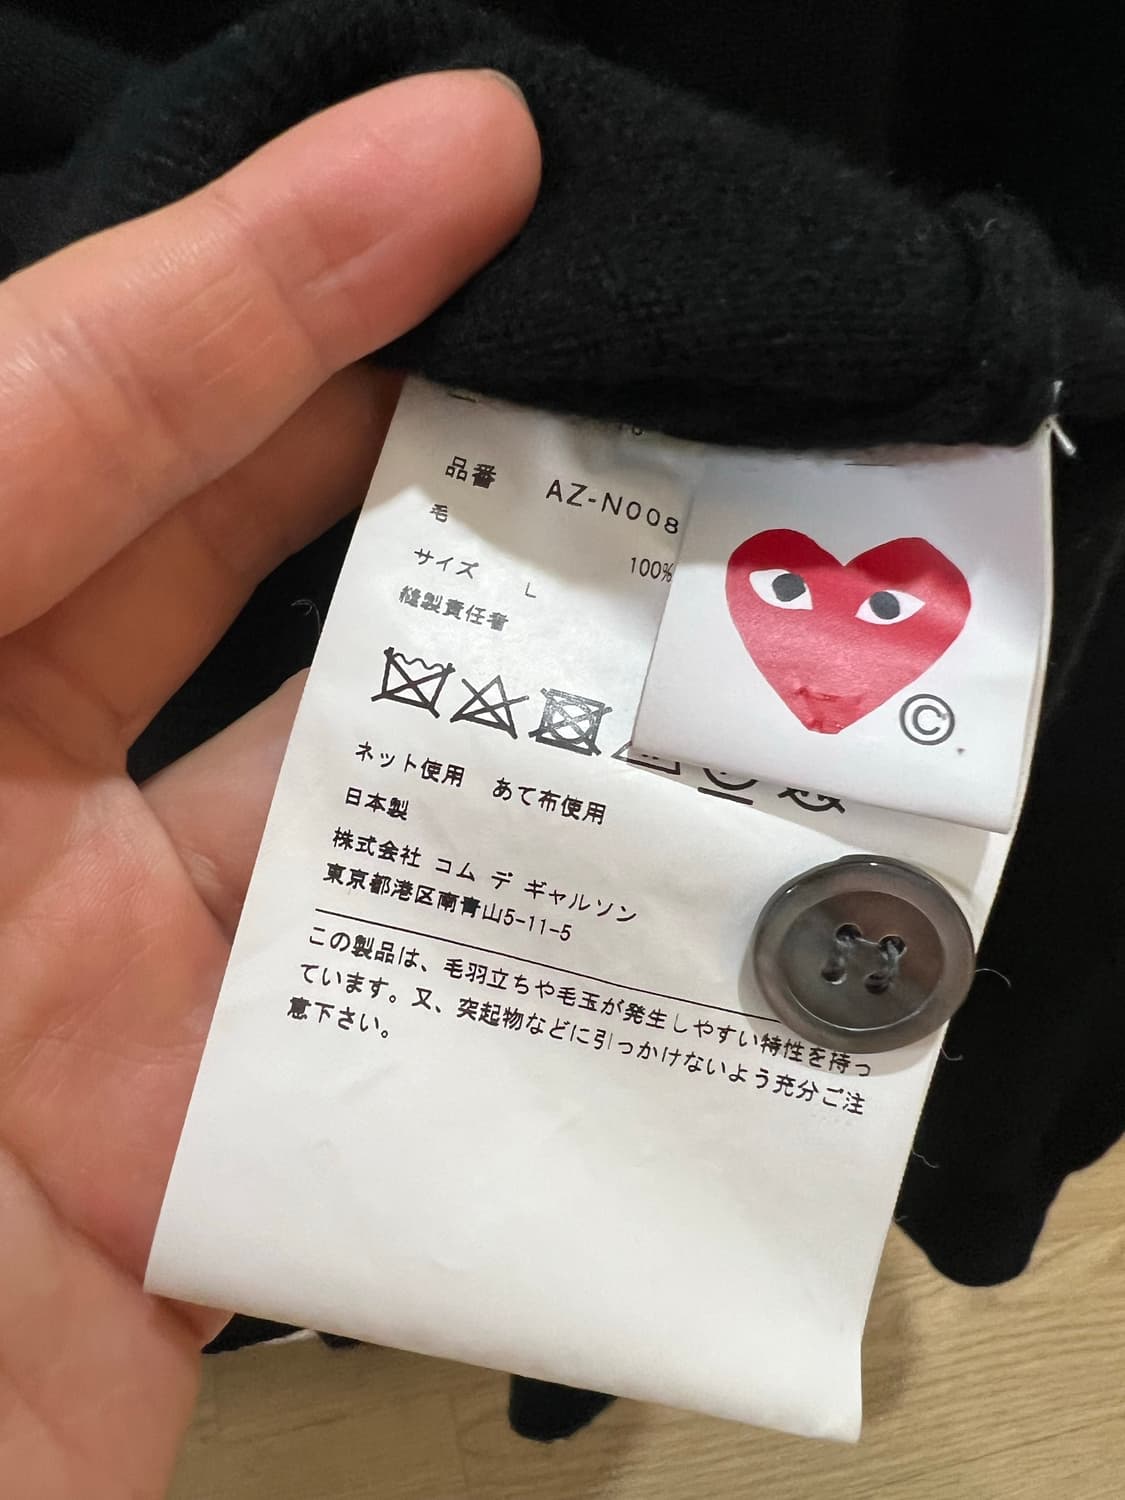 品番 AZ-N008
毛 100%
サイズ L
縫製責任者
ネット使用 あて布使用
日本製
株式会社 コム デ ギャルソン
東京都港区南青山5-11-5
この製品は、毛羽立ちや毛玉が発生しやすい特性を持っ
ています。又、突起物などに引っかけないよう充分ご注
意下さい。
©